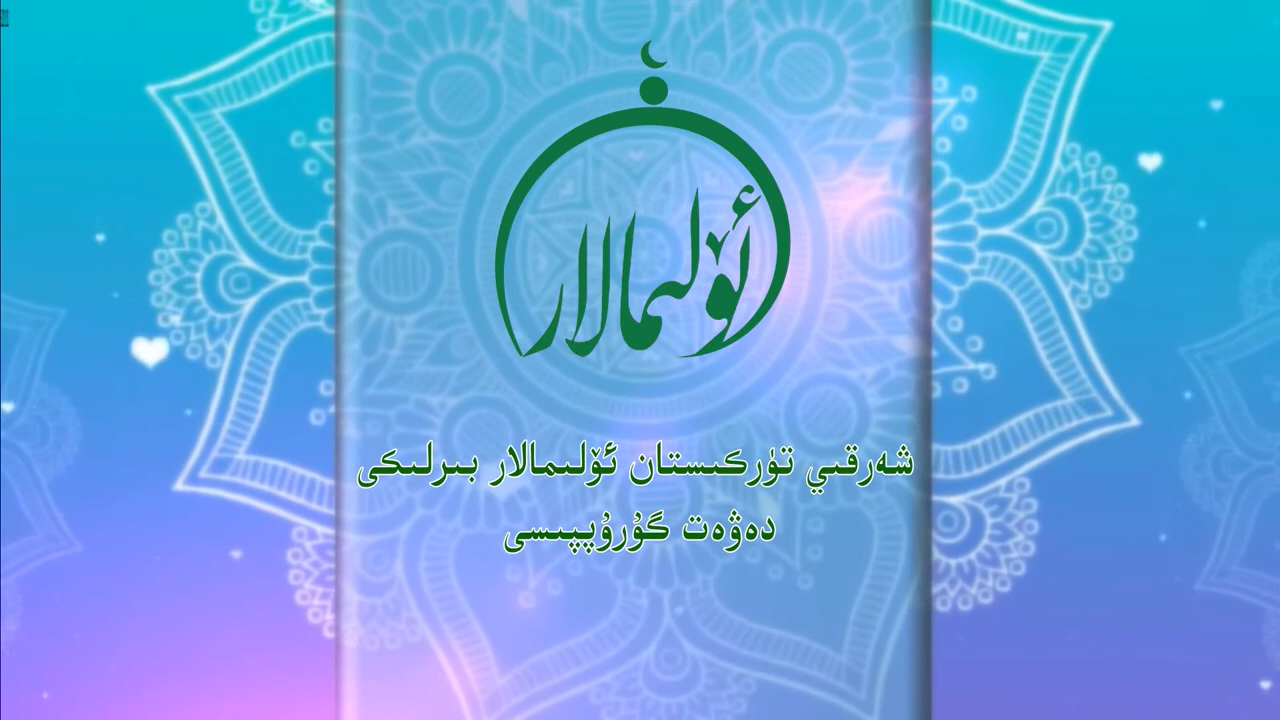 ئۆلىمالار
شەرقىي تۈركىستان ئۆلىمالار بىرلىكى
دەۋەت گۇرۇپپىسى